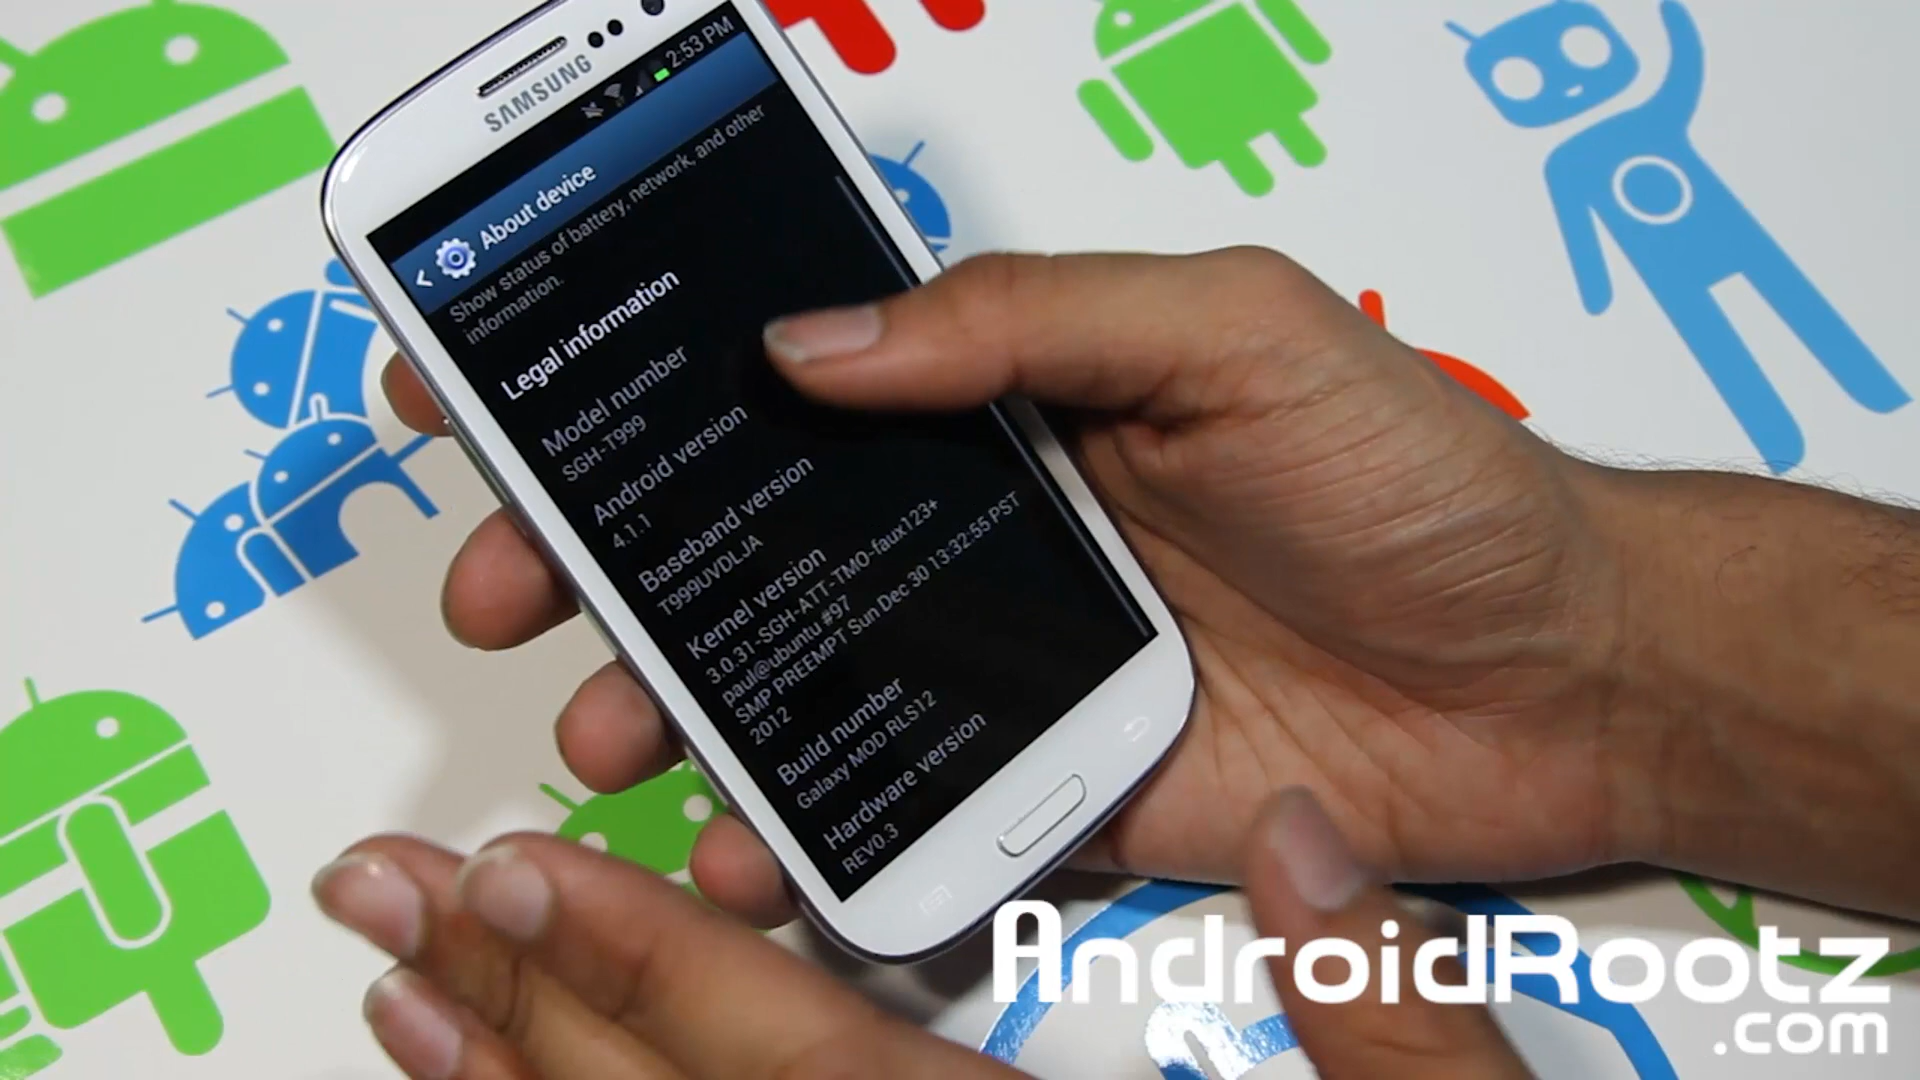 SAMSUNG
2:53 PM
About device
Show status of battery, network, and other
information.
Legal information
Model number
SGH-T999
Android version
4.1.1
Baseband version
T999UVDLJA
Kernel version
3.0.31-SGH-ATT-TMO-faux123+
paul@ubuntu #97
SMP PREEMPT Sun Dec 30 13:32:55 PST
2012
Build number
Galaxy MOD RLS12
Hardware version
REV0.3
AndroidRootz
.com